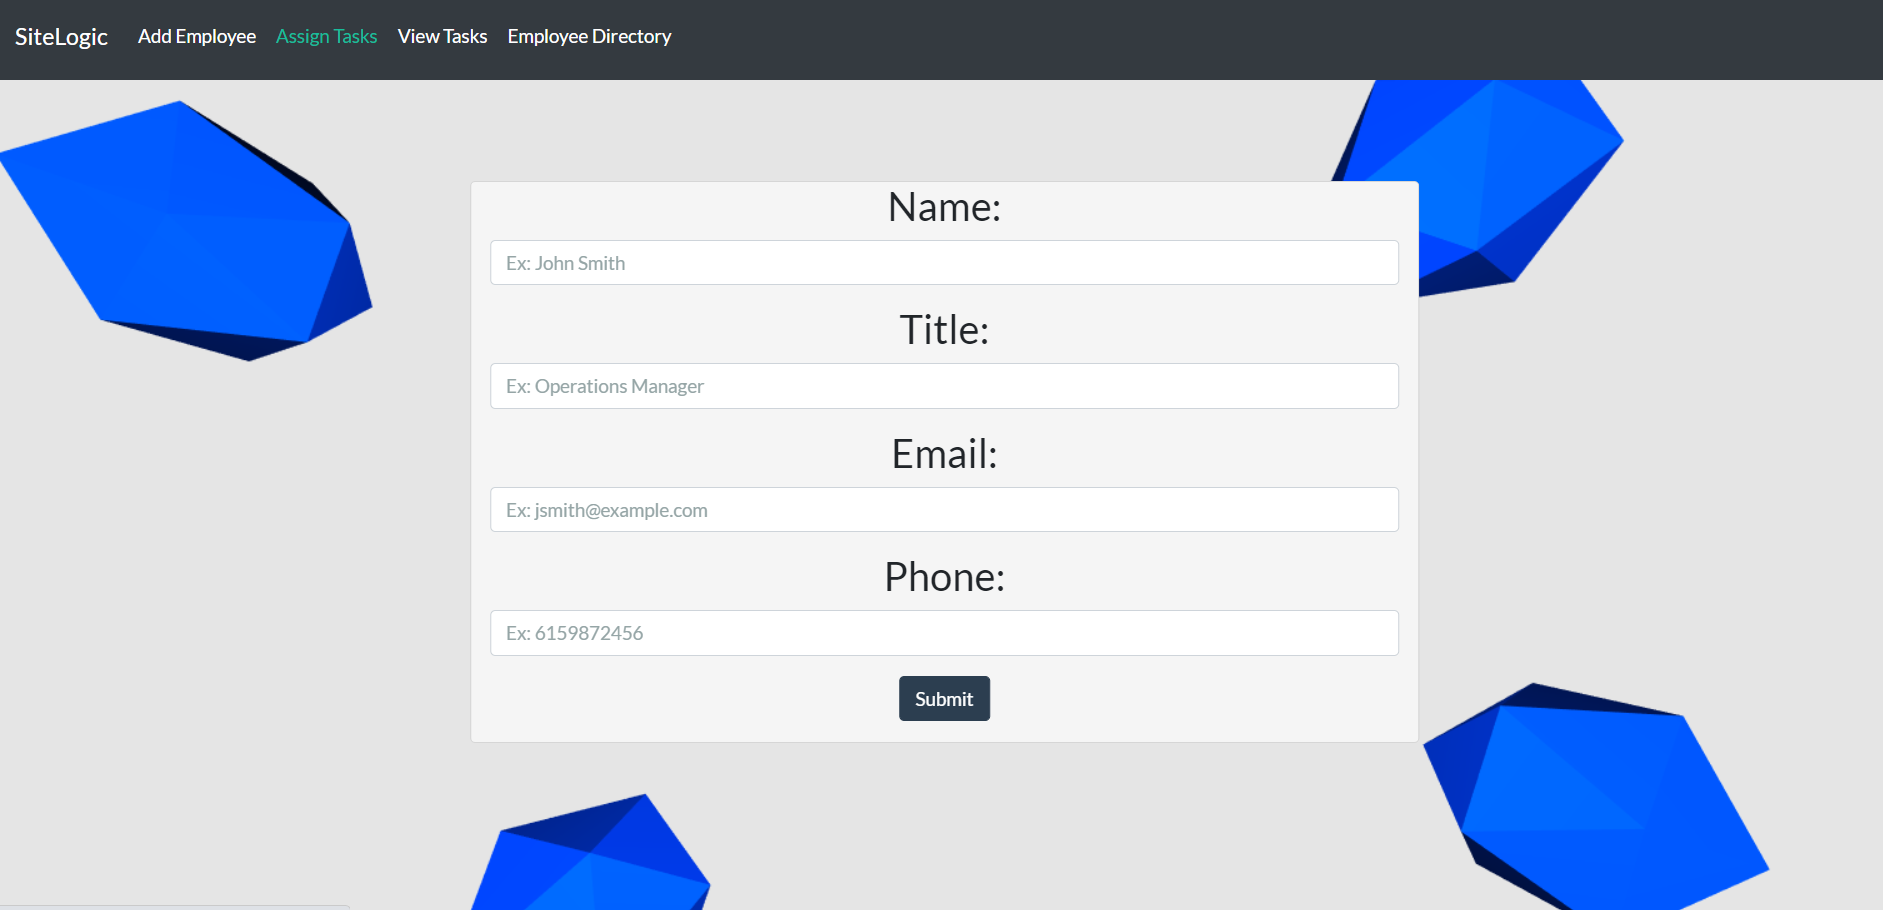 SiteLogic Add Employee Assign Tasks View Tasks Employee Directory
Name:
Ex: John Smith
Title:
Ex: Operations Manager
Email:
Ex: jsmith@example.com
Phone:
Ex: 6159872456
Submit